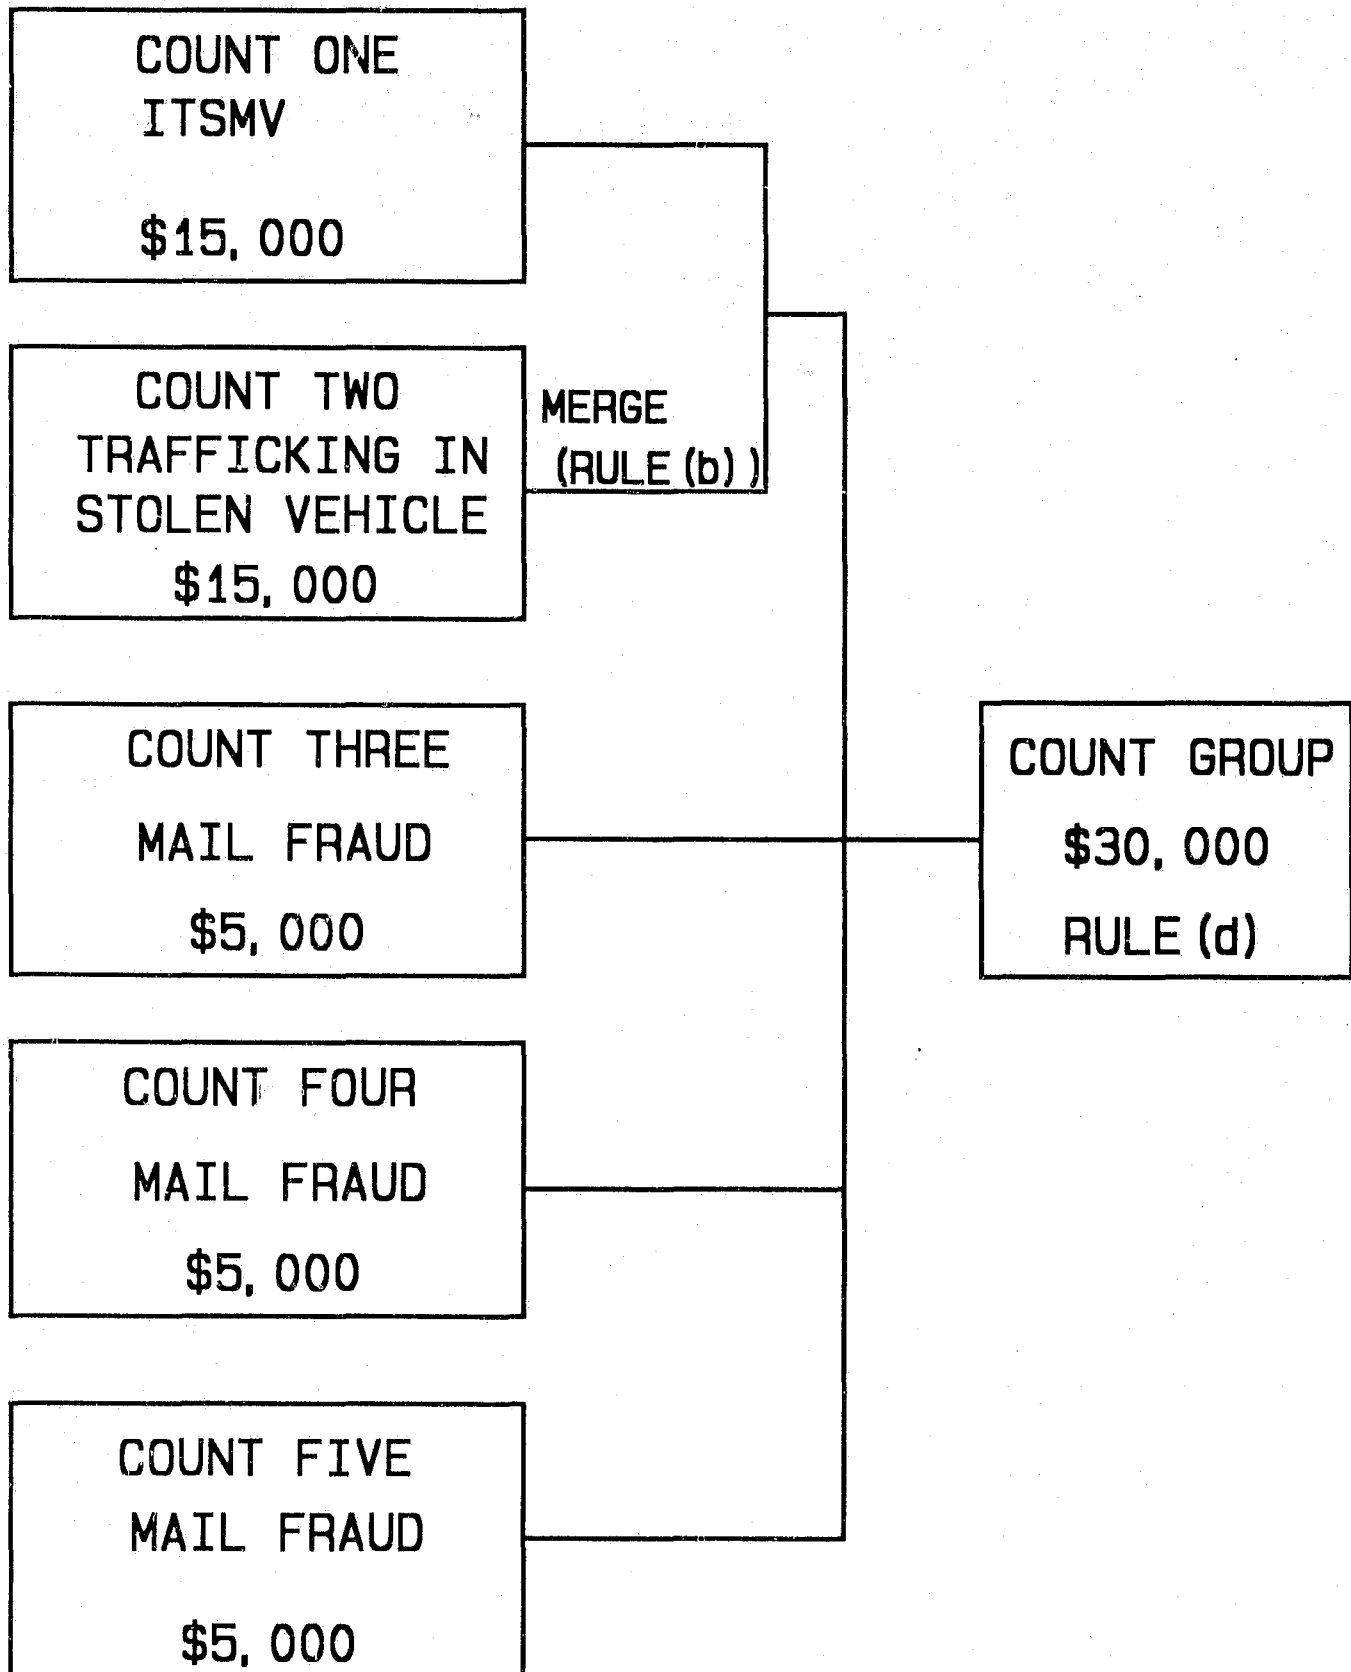 COUNT ONE
ITSMV
$15, 000
COUNT TWO
TRAFFICKING IN
STOLEN VEHICLE
$15, 000
MERGE
(RULE (b) )
COUNT THREE
MAIL FRAUD
$5, 000
COUNT GROUP
$30, 000
RULE (d)
COUNT FOUR
MAIL FRAUD
$5, 000
COUNT FIVE
MAIL FRAUD
$5, 000